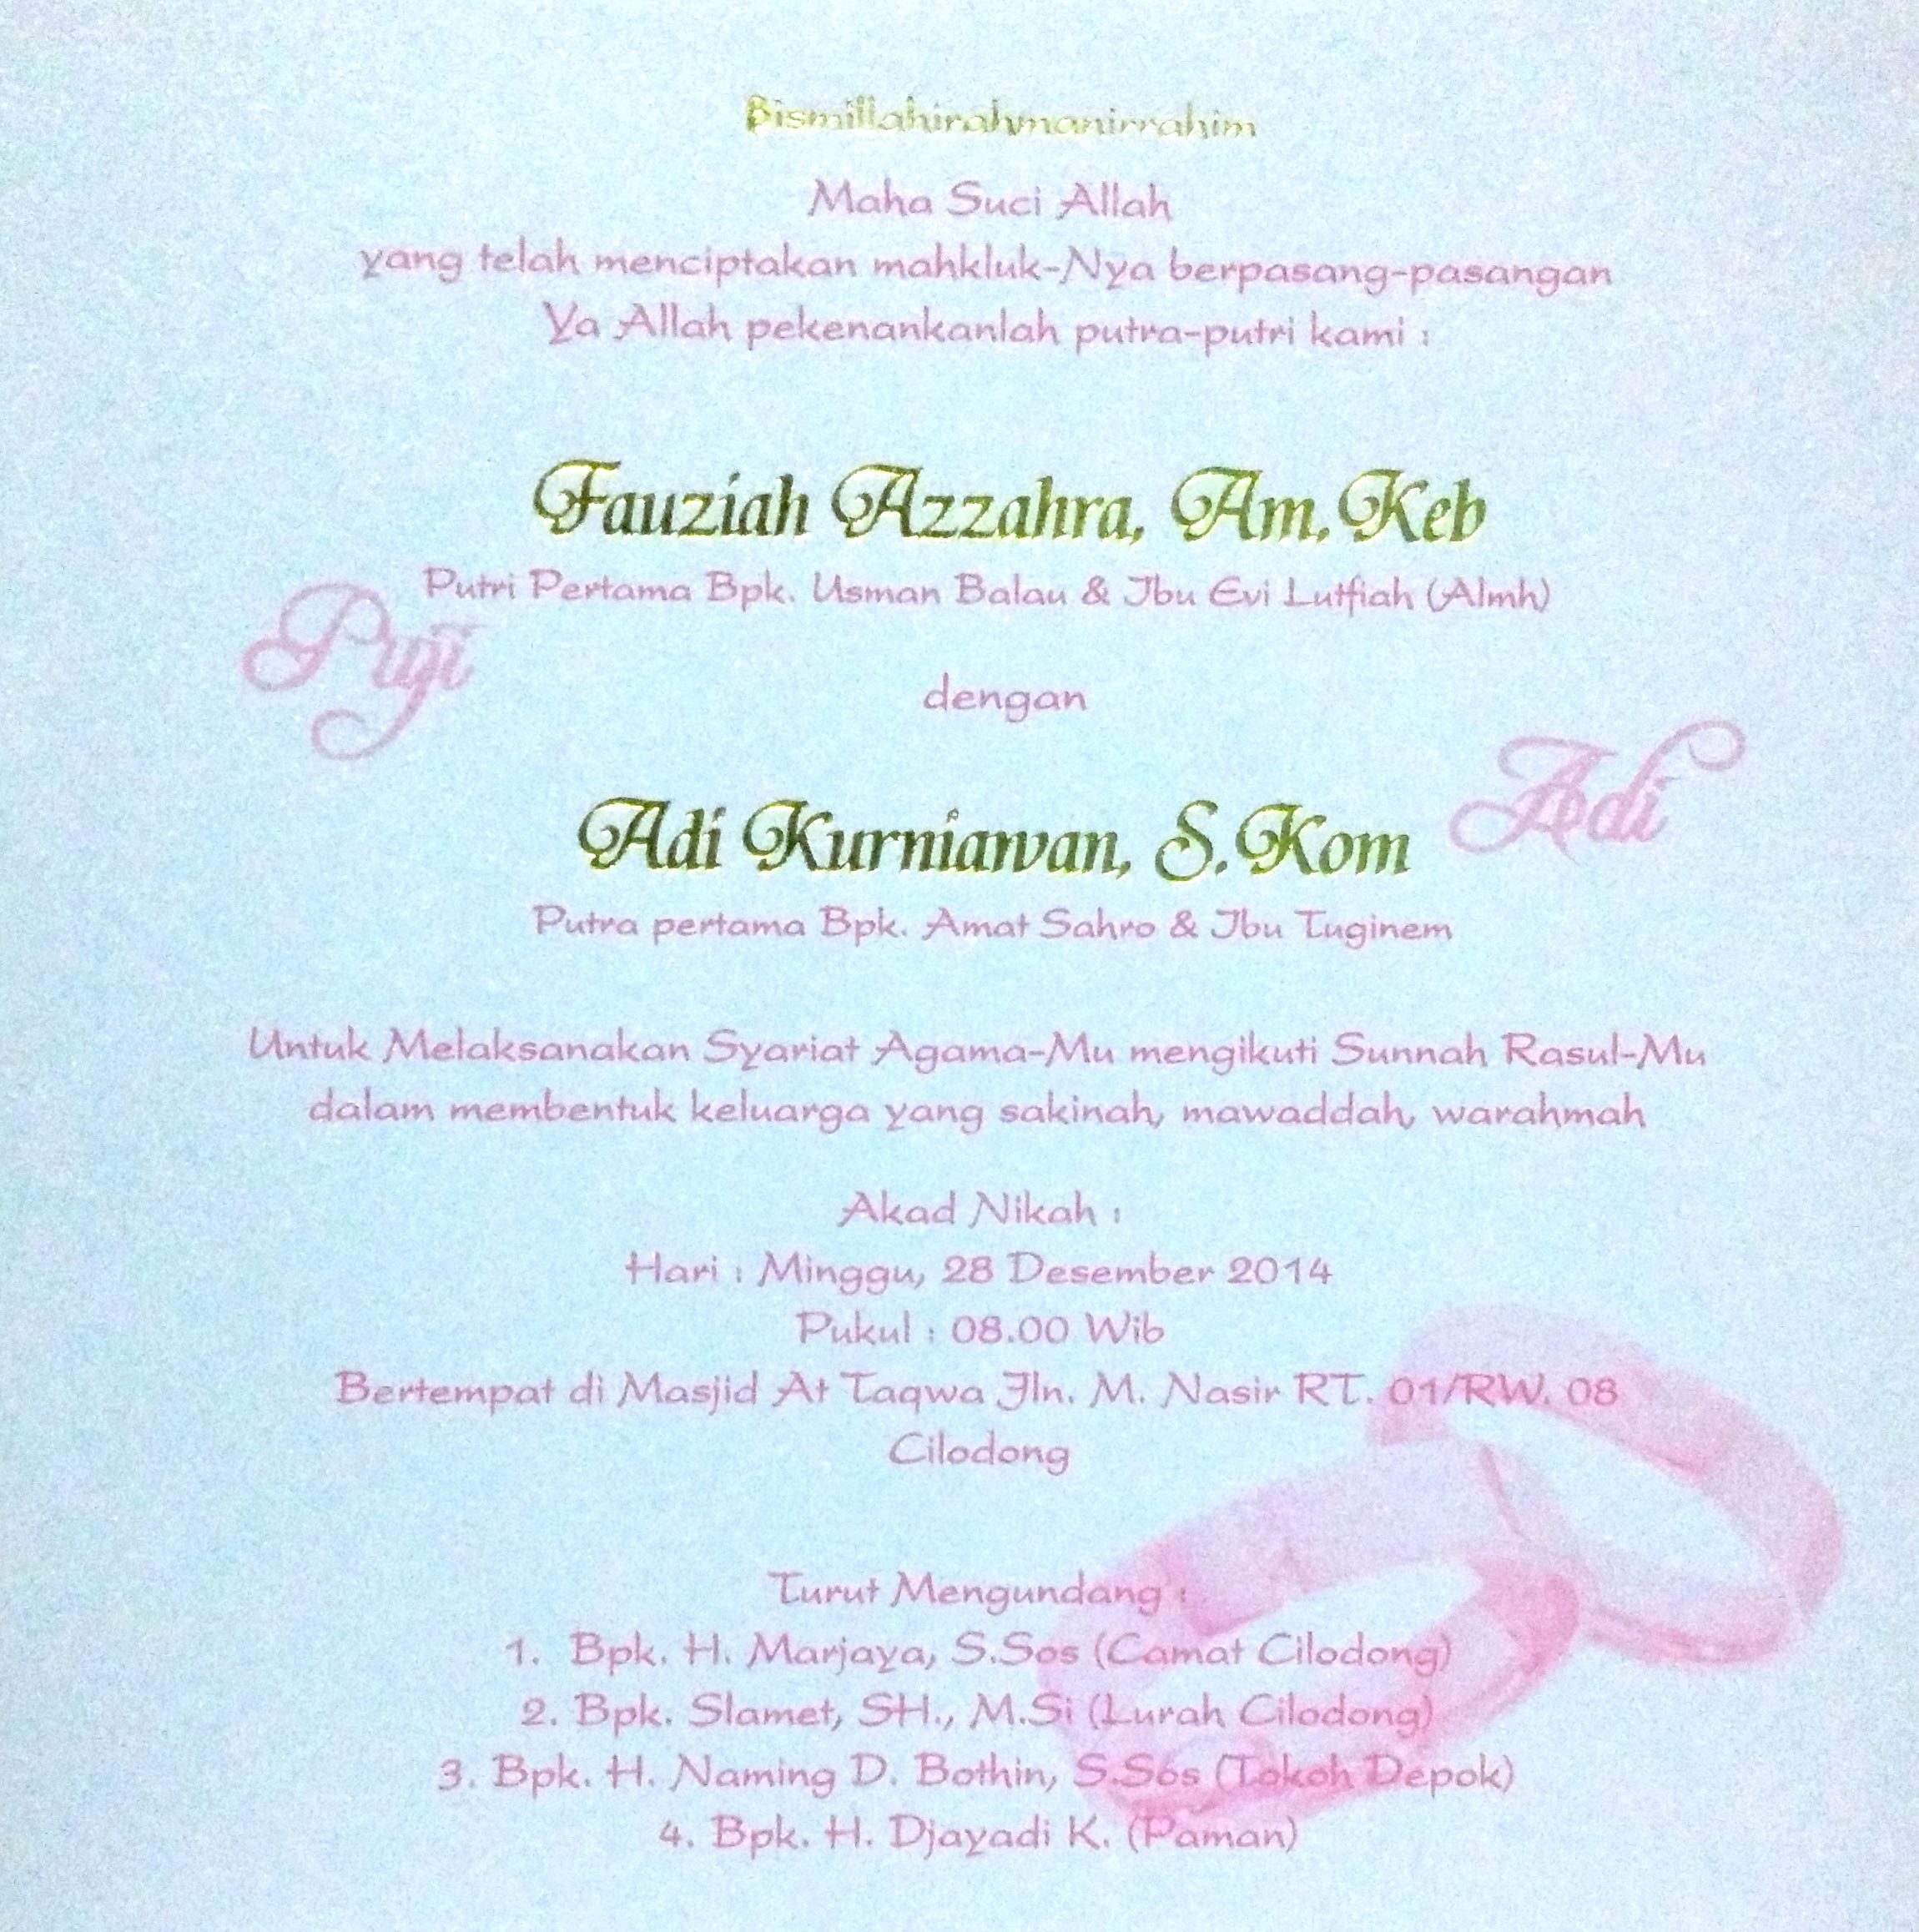 Bismillahirahmanirrahim
Maha Suci Allah
yang telah menciptakan mahkluk-Nya berpasang-pasangan
Ya Allah pekenankanlah putra-putri kami :
Fauziah Azzahra, Am.Keb
Putri Pertama Bpk. Usman Balau & Ibu Evi Lutfiah (Almh)
Puji
dengan
Adi
Adi Kurniawan, S.Kom
Putra pertama Bpk. Amat Sahro & Ibu Tuginem
Untuk Melaksanakan Syariat Agama-Mu mengikuti Sunnah Rasul-Mu
dalam membentuk keluarga yang sakinah, mawaddah, warahmah
Akad Nikah :
Hari : Minggu, 28 Desember 2014
Pukul : 08.00 Wib
Bertempat di Masjid At Taqwa Jln. M. Nasir RT. 01/RW. 08
Cilodong
Turut Mengundang :
1. Bpk. H. Marjaya, S.Sos (Camat Cilodong)
2. Bpk. Slamet, SH., M.Si (Lurah Cilodong)
3. Bpk. H. Naming D. Bothin, S.Sos (Tokoh Depok)
4. Bpk. H. Djayadi K. (Paman)